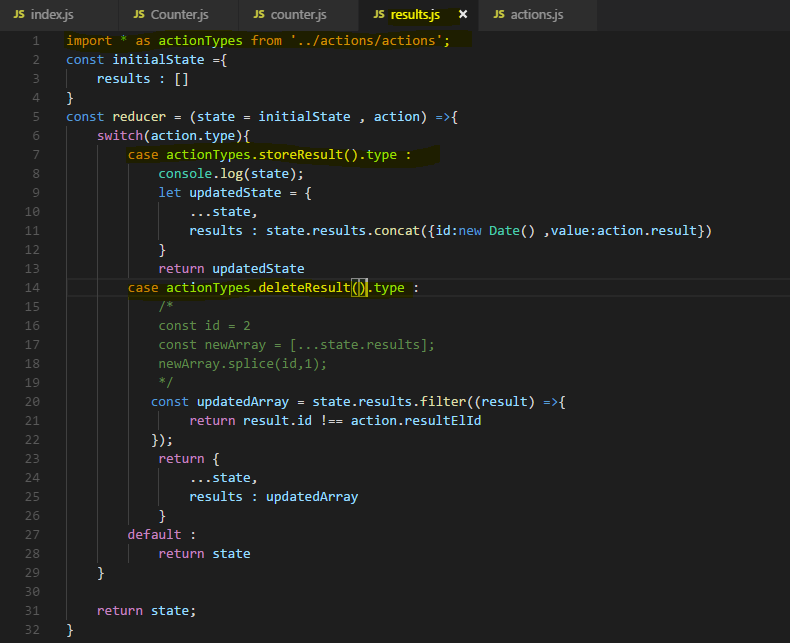 JS index.js JS Counter.js JS counter.js JS results.js × JS actions.js
1 import * as actionTypes from '../actions/actions';
2 const initialState ={
3 results : []
4 }
5 const reducer = (state = initialState , action) =>{
6 switch(action.type){
7 case actionTypes.storeResult().type :
8 console.log(state);
9 let updatedState = {
10 ...state,
11 results : state.results.concat({id:new Date() ,value:action.result})
12 }
13 return updatedState
14 case actionTypes.deleteResult().type :
15 /*
16 const id = 2
17 const newArray = [...state.results];
18 newArray.splice(id,1);
19 */
20 const updatedArray = state.results.filter((result) =>{
21 return result.id !== action.resultElId
22 });
23 return {
24 ...state,
25 results : updatedArray
26 }
27 default :
28 return state
29 }
30
31 return state;
32 }